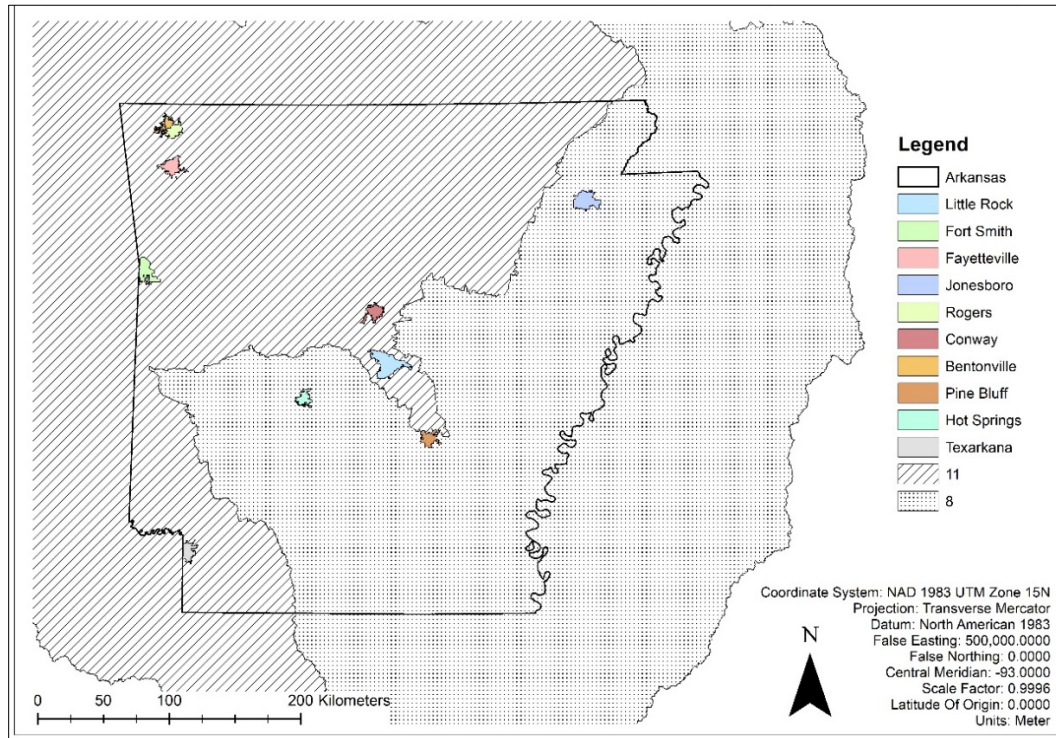 Legend
Arkansas
Little Rock
Fort Smith
Fayetteville
Jonesboro
Rogers
Conway
Bentonville
Pine Bluff
Hot Springs
Texarkana
11
8
Coordinate System: NAD 1983 UTM Zone 15N
Projection: Transverse Mercator
Datum: North American 1983
False Easting: 500,000.0000
False Northing: 0.0000
Central Meridian: -93.0000
Scale Factor: 0.9996
Latitude Of Origin: 0.0000
Units: Meter
N
0 50 100 200 Kilometers